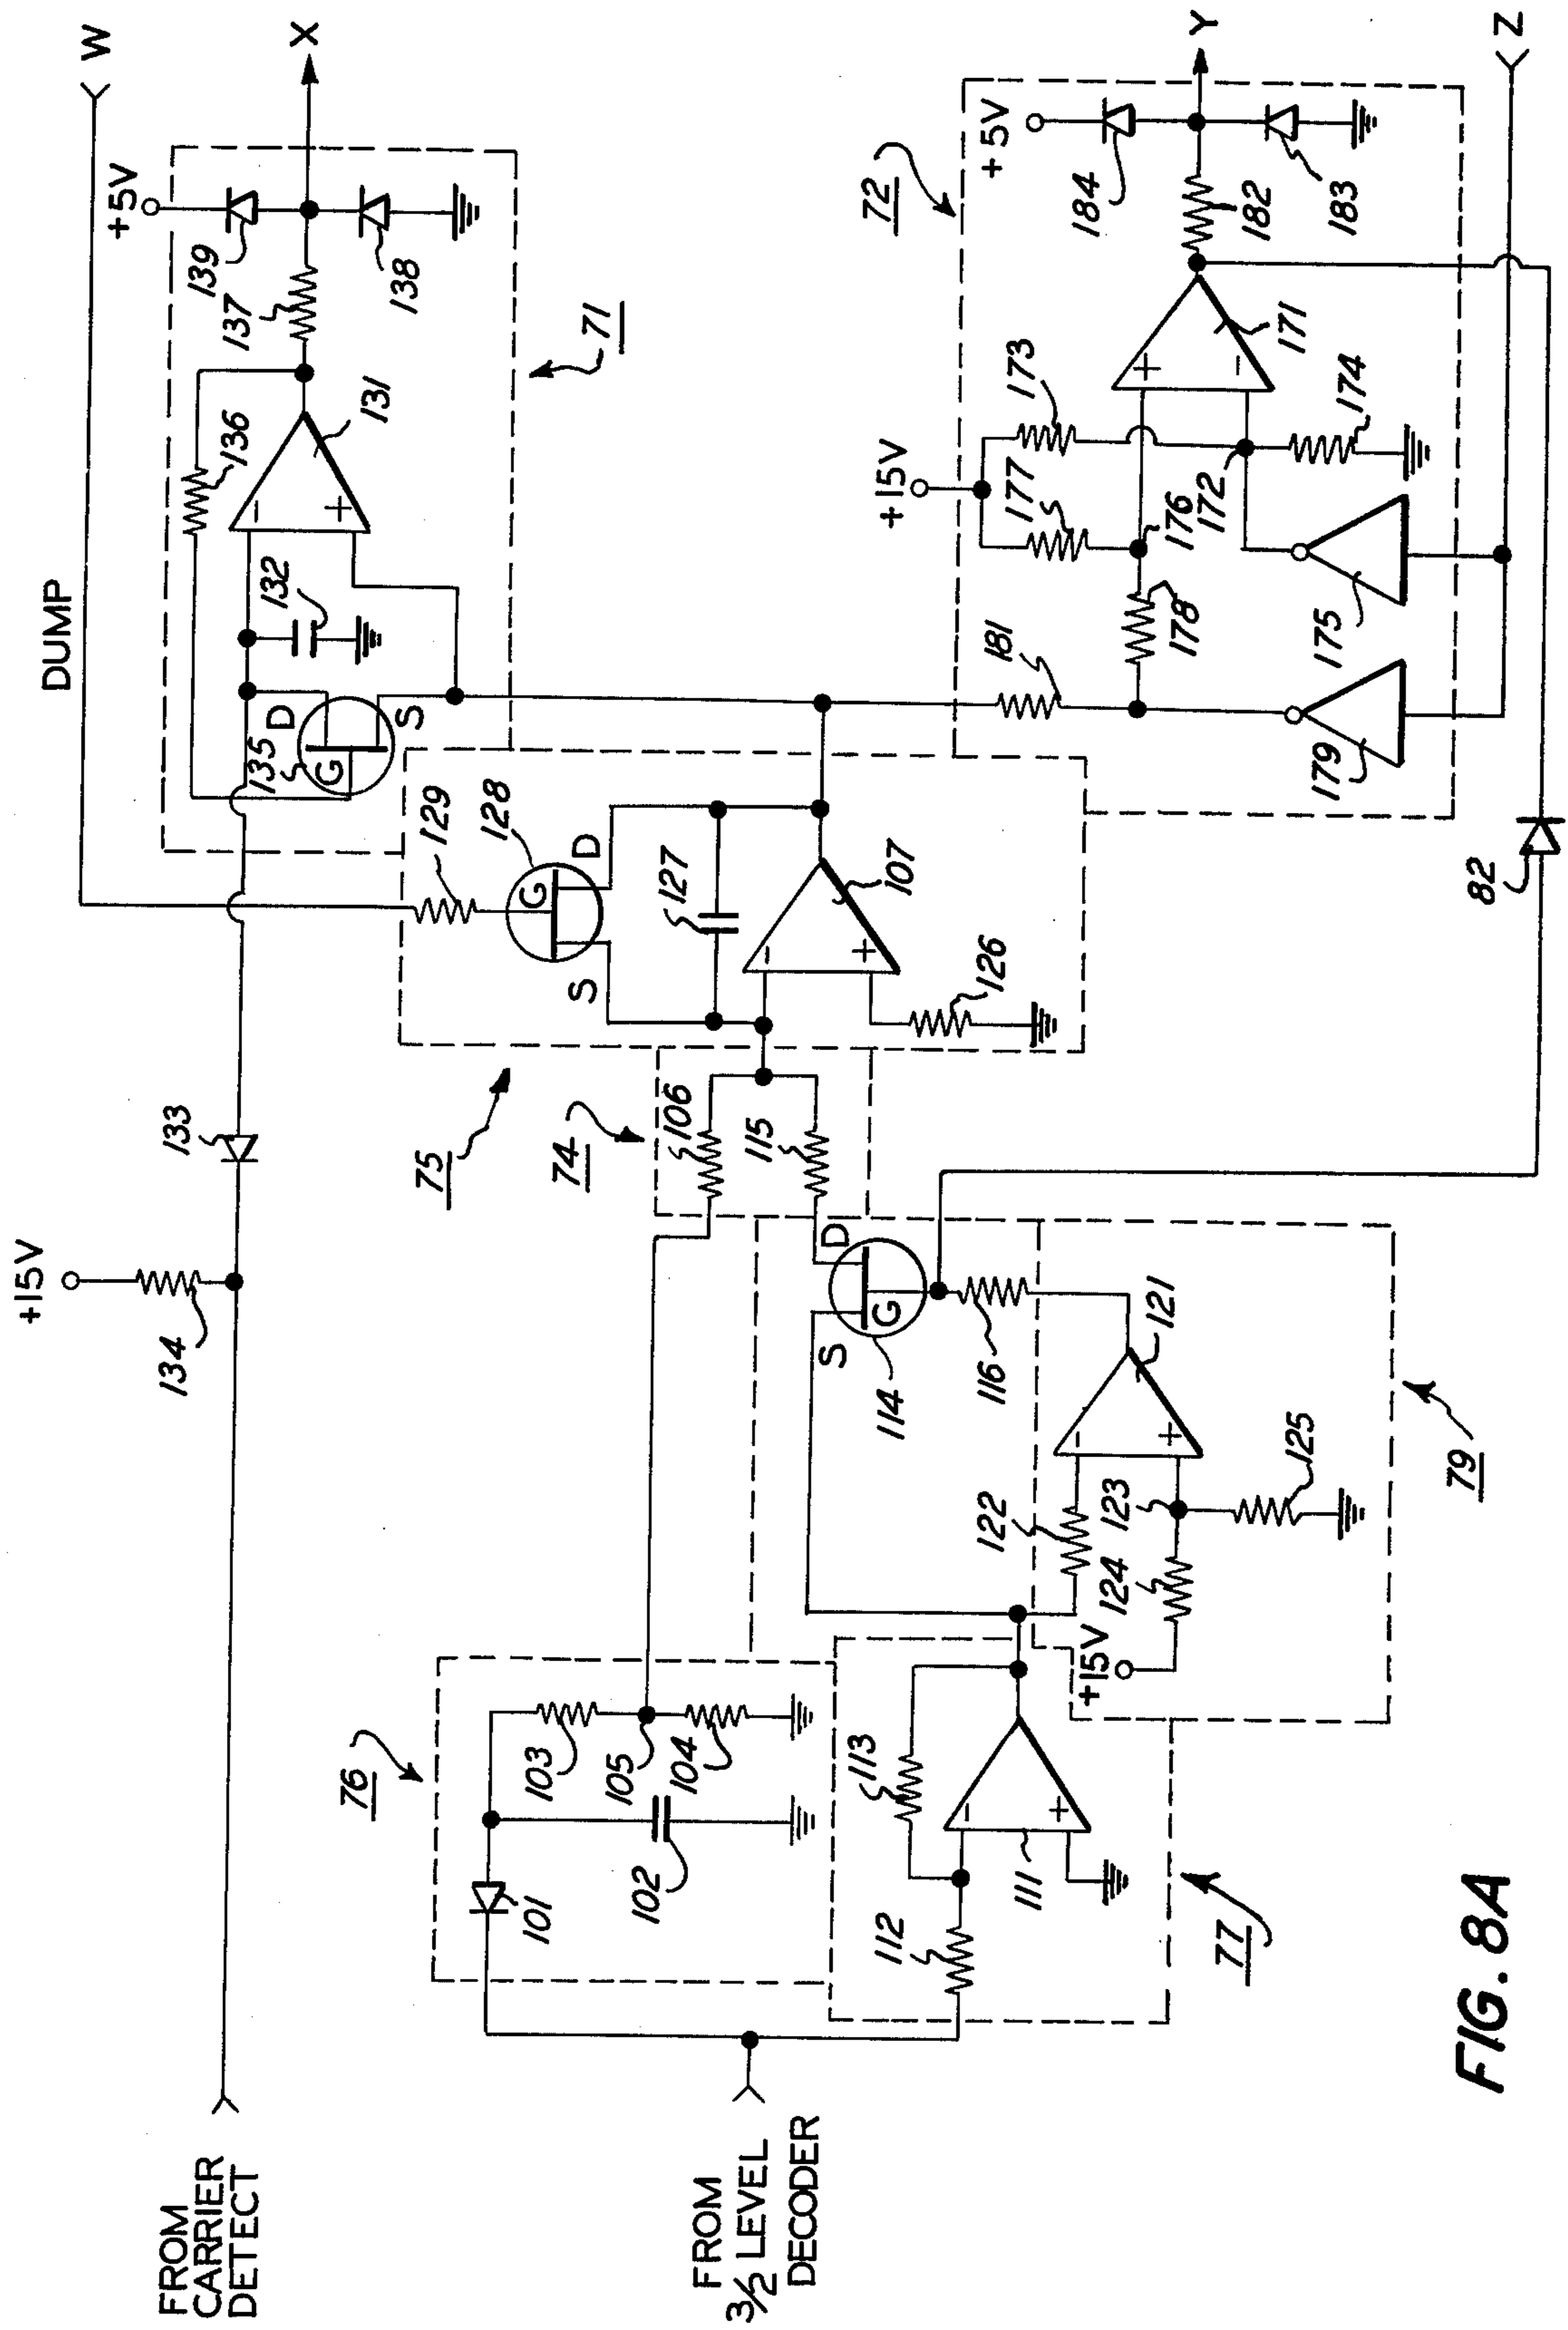 W
DUMP
X
+5V
139
137
138
136
131
71
132
135
D
G
S
+15V
134
133
129
128
G
D
S
127
107
126
75
74
106
115
72
+5V
184
182
183
Y
171
173
+15V
177
176
172
174
178
181
175
179
Z
82
76
103
105
104
102
101
113
112
111
77
D
S
G
114
116
121
122
123
124
125
+15V
79
FROM
CARRIER
DETECT
FROM
3/2 LEVEL
DECODER
FIG. 8A